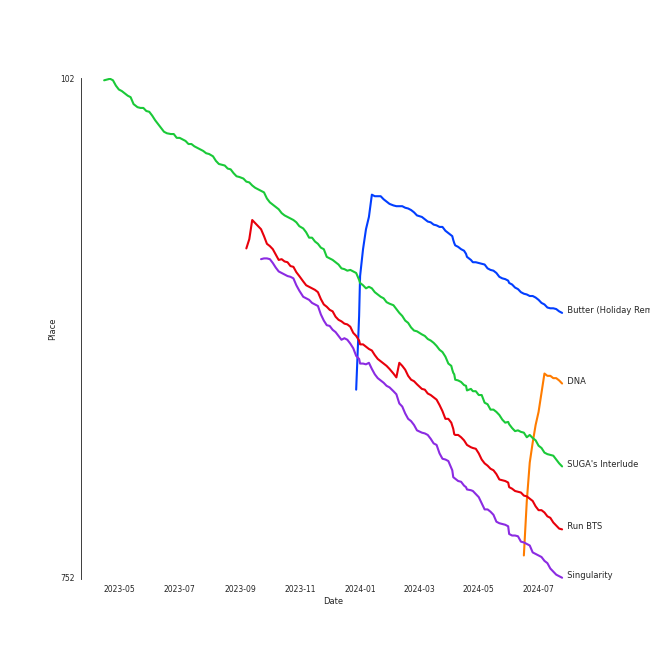 102
Place
Butter (Holiday Rem
DNA
SUGA's Interlude
Run BTS
Singularity
752
2023-05 2023-07 2023-09 2023-11 2024-01 2024-03 2024-05 2024-07
Date